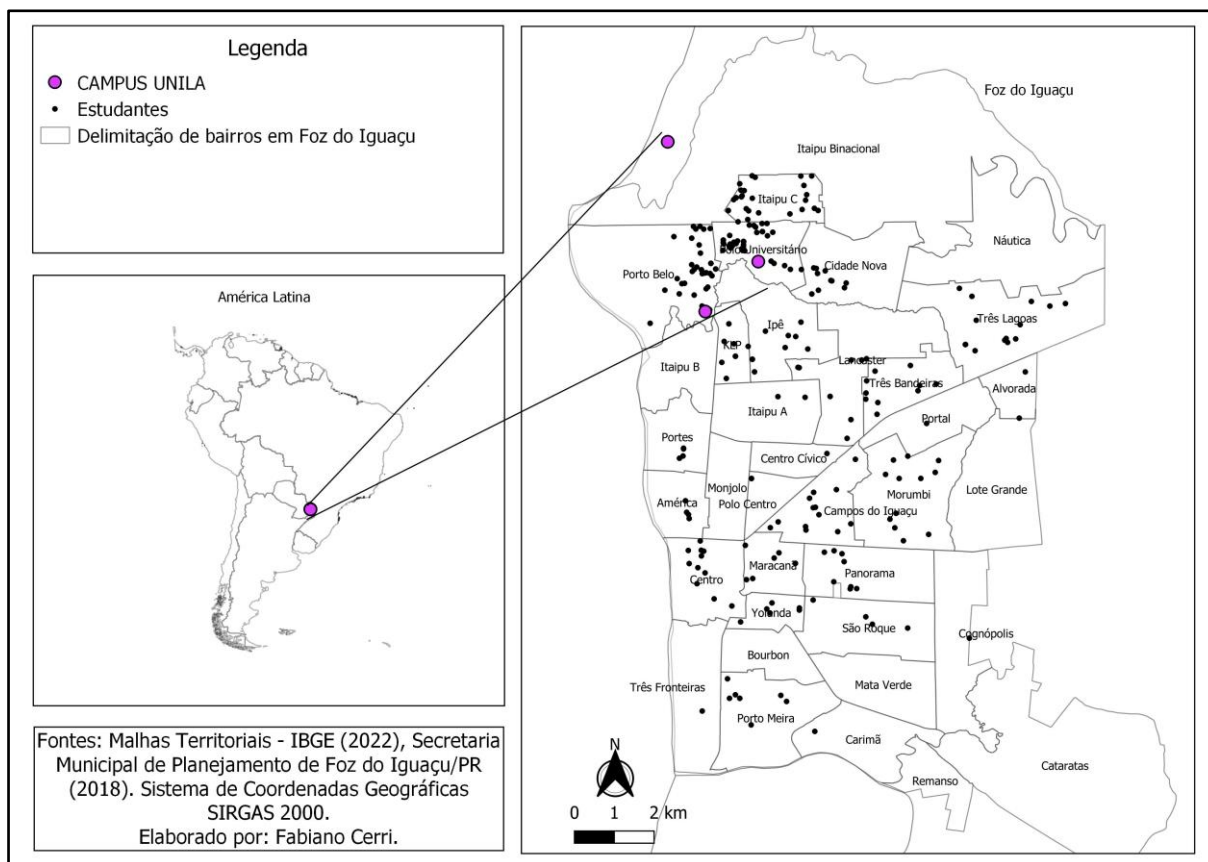 Legenda
CAMPUS UNILA
Estudantes
Delimitação de bairros em Foz do Iguaçu
América Latina
Fontes: Malhas Territoriais - IBGE (2022), Secretaria
Municipal de Planejamento de Foz do Iguaçu/PR
(2018). Sistema de Coordenadas Geográficas
SIRGAS 2000.
Elaborado por: Fabiano Cerri.
Foz do Iguaçu
Itaipu Binacional
Itaipu C
Náutica
Universitário
Cidade Nova
Porto Belo
Três Lagoas
Ipê
KLP
Lancaster
Itaipu B
Três Bandeiras
Alvorada
Itaipu A
Portal
Portes
Centro Cívico
Monjolo
Morumbi
Lote Grande
América
Polo Centro
Campos do Iguaçu
Maracanã
Panorama
Centro
Yolanda
São Roque
Cognópolis
Bourbon
Três Fronteiras
Mata Verde
Porto Meira
Carimã
Cataratas
Remanso
N
0 1 2 km